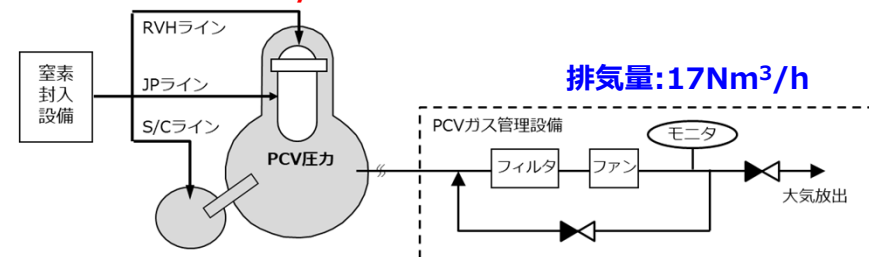 RVHライン
窒素
封入
設備
JPライン
S/Cライン
PCV圧力
排気量:17Nm³/h
PCVガス管理設備
モニタ
フィルタ
ファン
大気放出